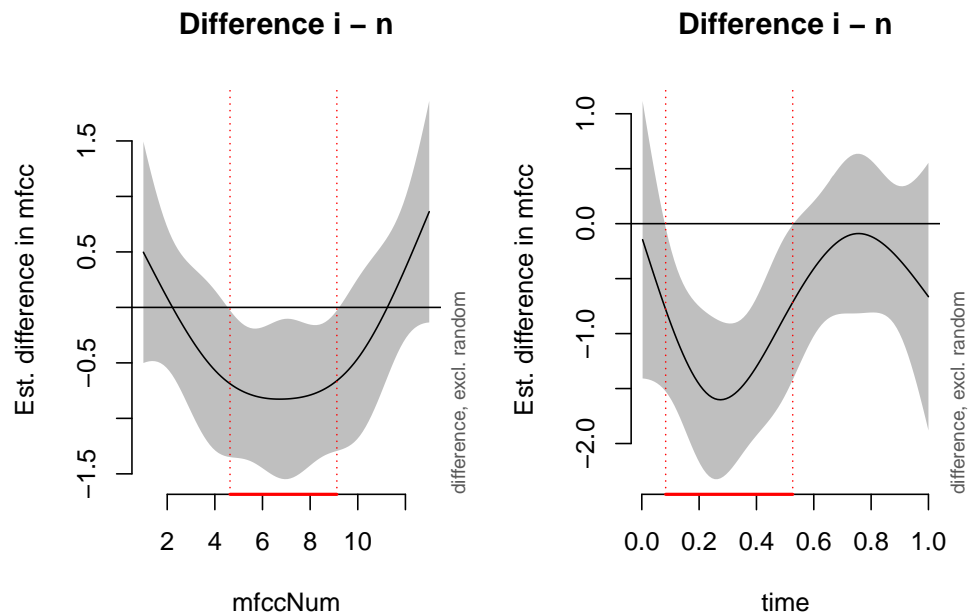 Difference i − n
Est. difference in mfcc
1.5
0.5
−0.5
−1.5
2 4 6 8 10
mfccNum
difference, excl. random
Difference i − n
Est. difference in mfcc
1.0
0.0
−1.0
−2.0
0.0 0.2 0.4 0.6 0.8 1.0
time
difference, excl. random